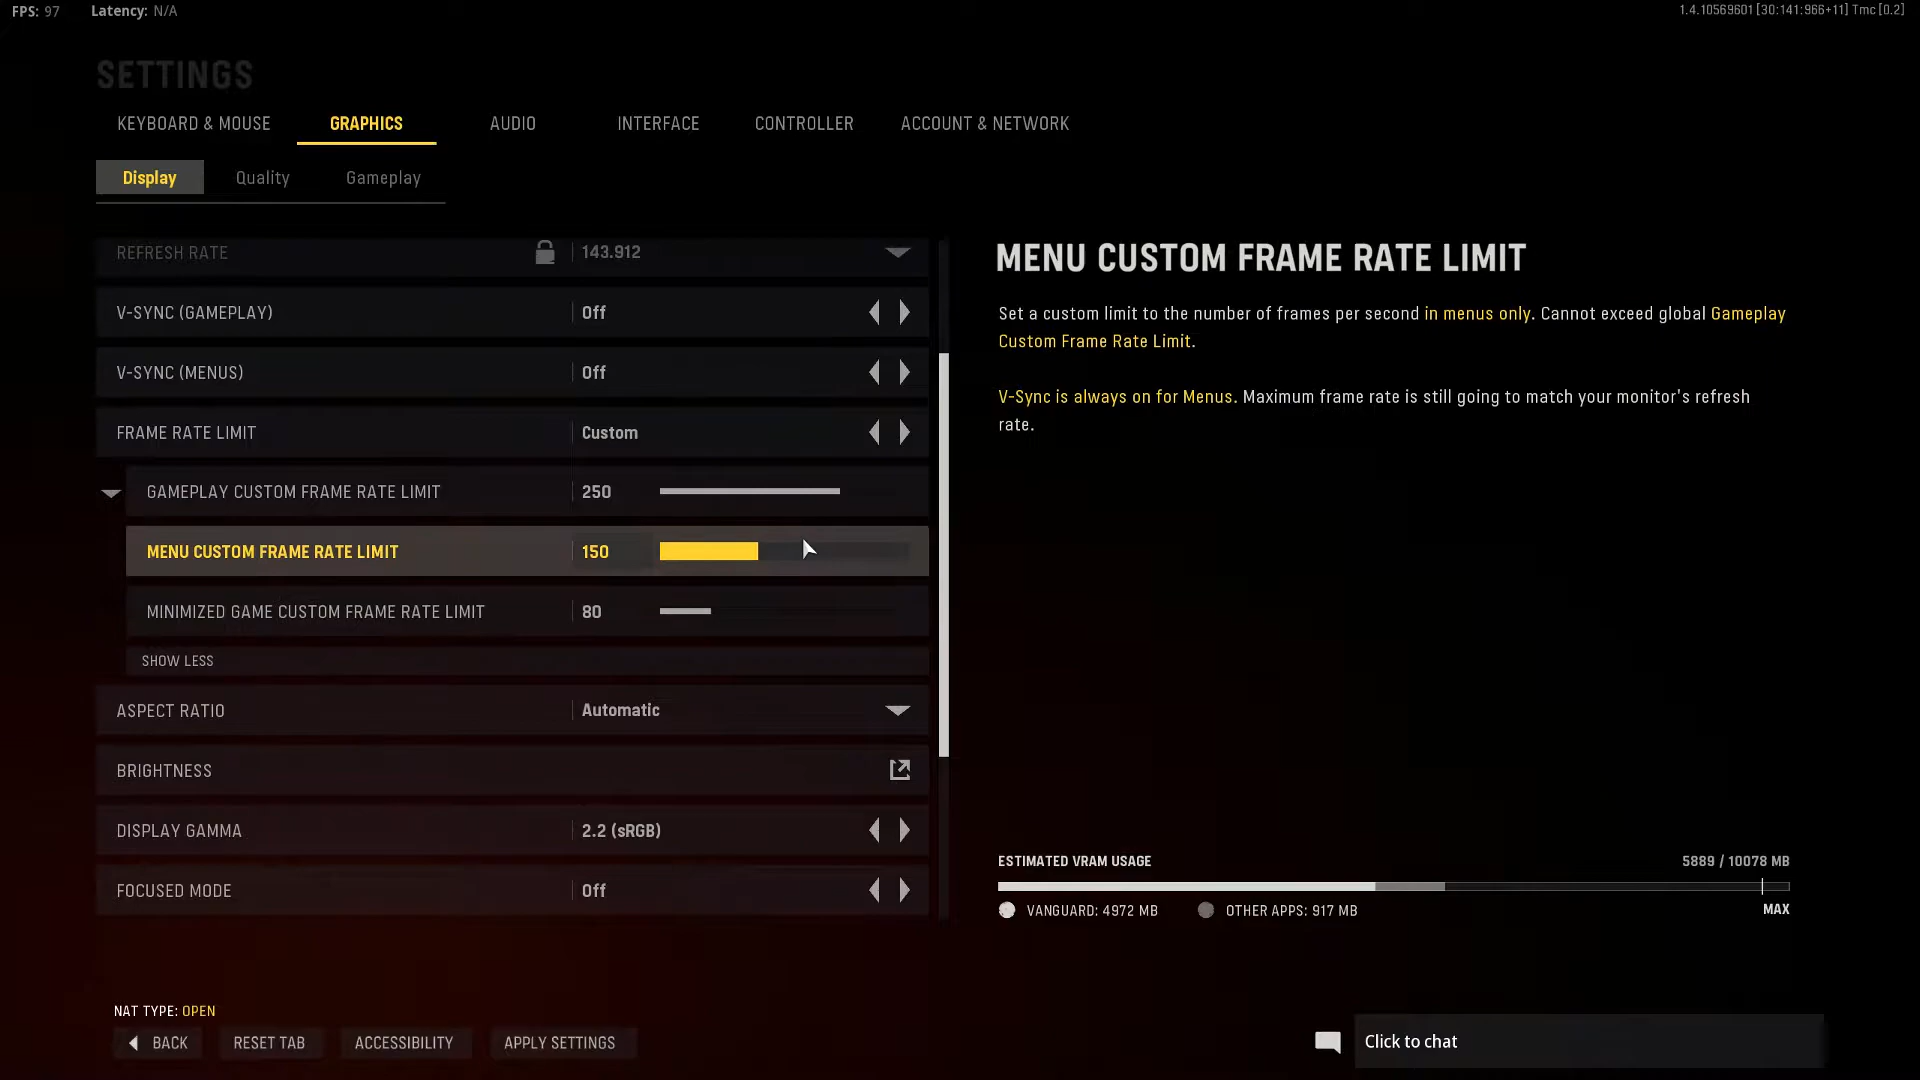 FPS: 97 Latency: N/A
1.4.10569601 [30:141:966+11] Tmc [0.2]
SETTINGS
KEYBOARD & MOUSE GRAPHICS AUDIO INTERFACE CONTROLLER ACCOUNT & NETWORK
Display Quality Gameplay
REFRESH RATE 143.912
V-SYNC (GAMEPLAY) Off
V-SYNC (MENUS) Off
FRAME RATE LIMIT Custom
GAMEPLAY CUSTOM FRAME RATE LIMIT 250
MENU CUSTOM FRAME RATE LIMIT 150
MINIMIZED GAME CUSTOM FRAME RATE LIMIT 80
SHOW LESS
ASPECT RATIO Automatic
BRIGHTNESS
DISPLAY GAMMA 2.2 (sRGB)
FOCUSED MODE Off
MENU CUSTOM FRAME RATE LIMIT
Set a custom limit to the number of frames per second in menus only. Cannot exceed global Gameplay
Custom Frame Rate Limit.
V-Sync is always on for Menus. Maximum frame rate is still going to match your monitor's refresh
rate.
ESTIMATED VRAM USAGE 5889 / 10078 MB
VANGUARD: 4972 MB OTHER APPS: 917 MB MAX
NAT TYPE: OPEN
BACK RESET TAB ACCESSIBILITY APPLY SETTINGS
Click to chat